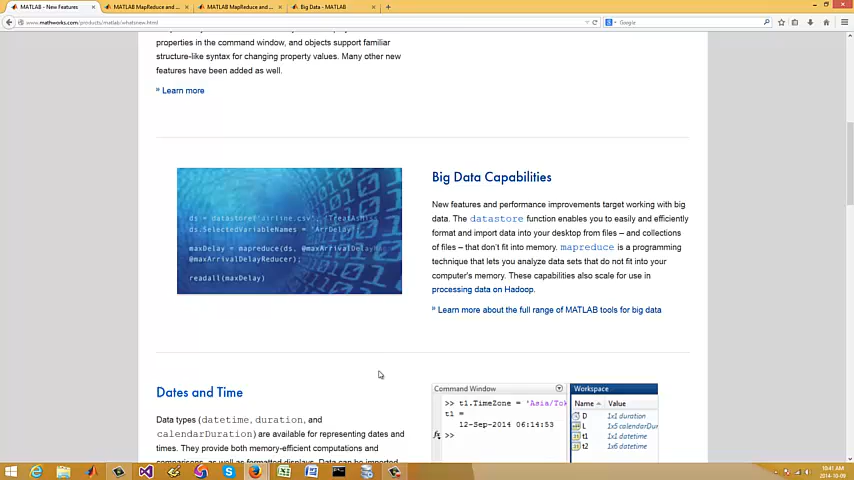 MATLAB - New Features
MATLAB MapReduce and ...
MATLAB MapReduce and ...
Big Data - MATLAB
www.mathworks.com/products/matlab/whatsnew.html
Google
properties in the command window, and objects support familiar
structure-like syntax for changing property values. Many other new
features have been added as well.
» Learn more
Big Data Capabilities
New features and performance improvements target working with big
data. The datastore function enables you to easily and efficiently
format and import data into your desktop from files – and collections
of files – that don't fit into memory. mapreduce is a programming
technique that lets you analyze data sets that do not fit into your
computer's memory. These capabilities also scale for use in
processing data on Hadoop.
» Learn more about the full range of MATLAB tools for big data
ds = datastore('airline.csv', 'TreatAsMi
ds.SelectedVariableNames = 'ArrDelay'
maxDelay = mapreduce(ds, @maxArrivalDelayMa
@maxArrivalDelayReducer);
readall(maxDelay)
Dates and Time
Data types (datetime, duration, and
calendarDuration) are available for representing dates and
times. They provide both memory-efficient computations and
Command Window
>> t1.TimeZone = 'Asia/Tok
t1 =
12-Sep-2014 06:14:53
fx >>
Workspace
Name Value
D 1x1 duration
L 1x5 calendarDu
t1 1x1 datetime
t2 1x6 datetime
10:41 AM
2014-10-09